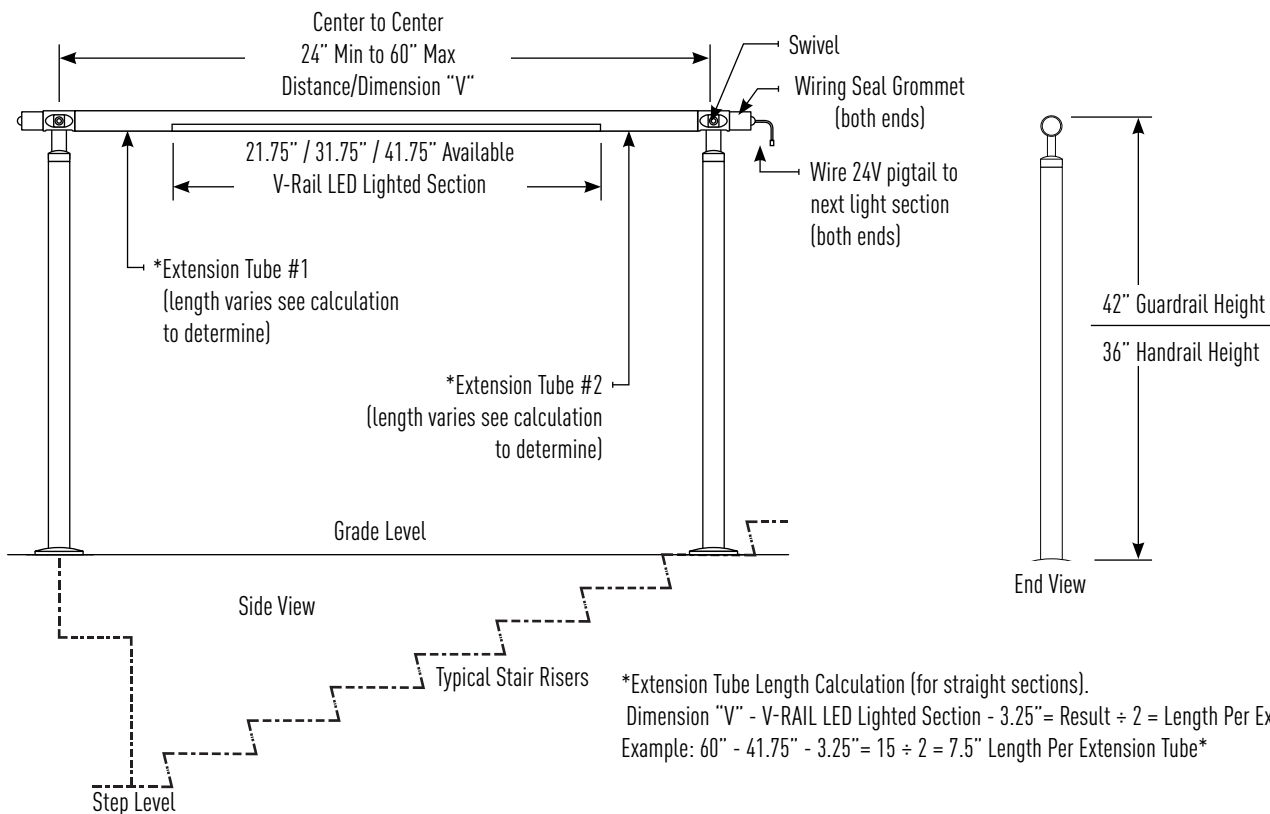 Center to Center
24" Min to 60" Max
Distance/Dimension "V"
Swivel
Wiring Seal Grommet
(both ends)
Wire 24V pigtail to
next light section
(both ends)
21.75" / 31.75" / 41.75" Available
V-Rail LED Lighted Section
*Extension Tube #1
(length varies see calculation
to determine)
*Extension Tube #2
(length varies see calculation
to determine)
42" Guardrail Height
36" Handrail Height
End View
Grade Level
Side View
Typical Stair Risers
Step Level
*Extension Tube Length Calculation (for straight sections).
Dimension "V" - V-RAIL LED Lighted Section - 3.25"= Result ÷ 2 = Length Per Ex
Example: 60" - 41.75" - 3.25"= 15 ÷ 2 = 7.5" Length Per Extension Tube*